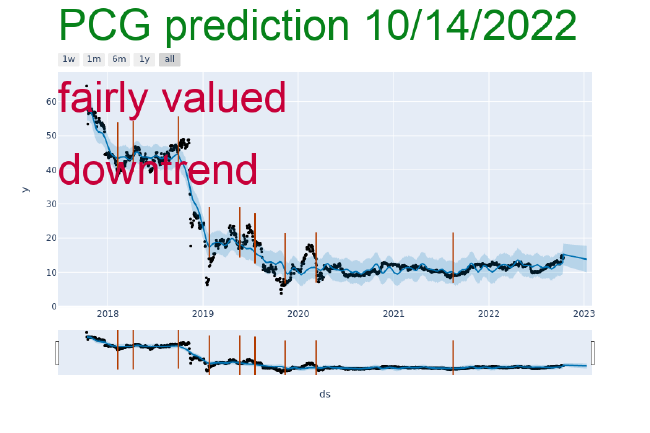 PCG prediction 10/14/2022
1w 1m 6m 1y all
fairly valued
downtrend
60
50
40
30
20
10
0
y
2018 2019 2020 2021 2022 2023
ds